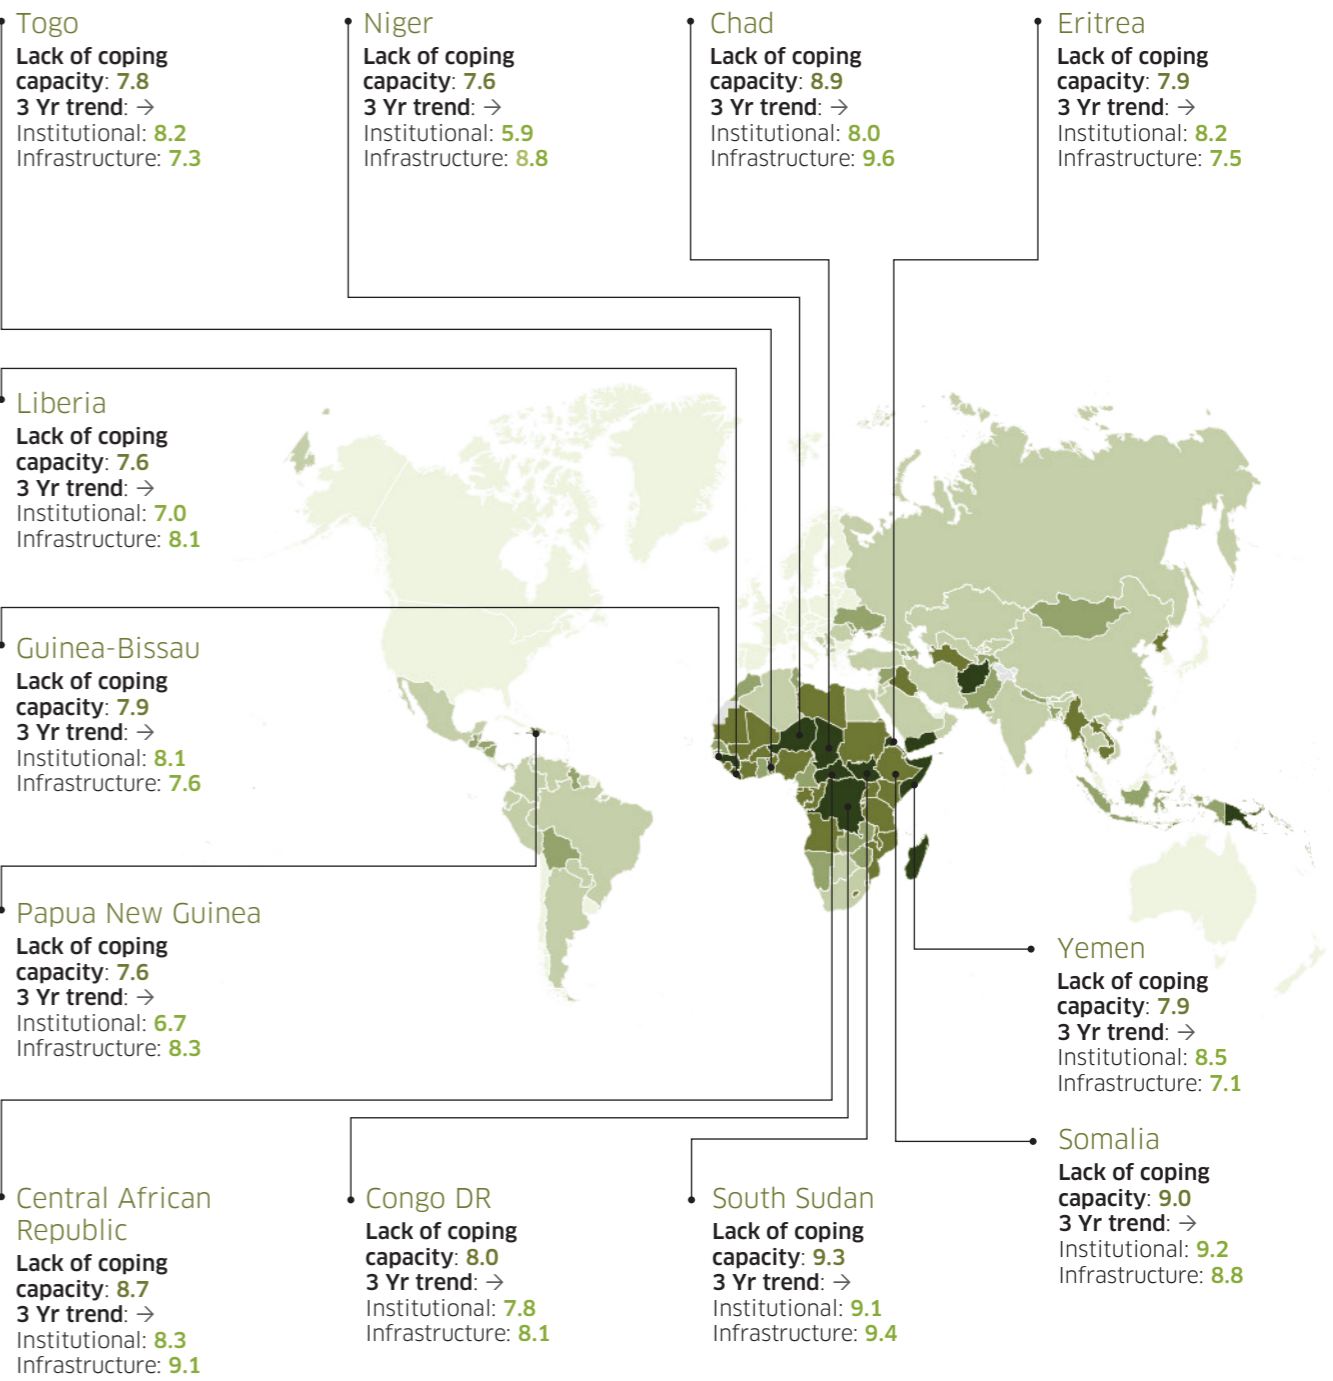 Togo
Lack of coping
capacity: 7.8
3 Yr trend: →
Institutional: 8.2
Infrastructure: 7.3
Niger
Lack of coping
capacity: 7.6
3 Yr trend: →
Institutional: 5.9
Infrastructure: 8.8
Chad
Lack of coping
capacity: 8.9
3 Yr trend: →
Institutional: 8.0
Infrastructure: 9.6
Eritrea
Lack of coping
capacity: 7.9
3 Yr trend: →
Institutional: 8.2
Infrastructure: 7.5
Liberia
Lack of coping
capacity: 7.6
3 Yr trend: →
Institutional: 7.0
Infrastructure: 8.1
Guinea-Bissau
Lack of coping
capacity: 7.9
3 Yr trend: →
Institutional: 8.1
Infrastructure: 7.6
Papua New Guinea
Lack of coping
capacity: 7.6
3 Yr trend: →
Institutional: 6.7
Infrastructure: 8.3
Yemen
Lack of coping
capacity: 7.9
3 Yr trend: →
Institutional: 8.5
Infrastructure: 7.1
Somalia
Lack of coping
capacity: 9.0
3 Yr trend: →
Institutional: 9.2
Infrastructure: 8.8
Central African
Republic
Lack of coping
capacity: 8.7
3 Yr trend: →
Institutional: 8.3
Infrastructure: 9.1
Congo DR
Lack of coping
capacity: 8.0
3 Yr trend: →
Institutional: 7.8
Infrastructure: 8.1
South Sudan
Lack of coping
capacity: 9.3
3 Yr trend: →
Institutional: 9.1
Infrastructure: 9.4